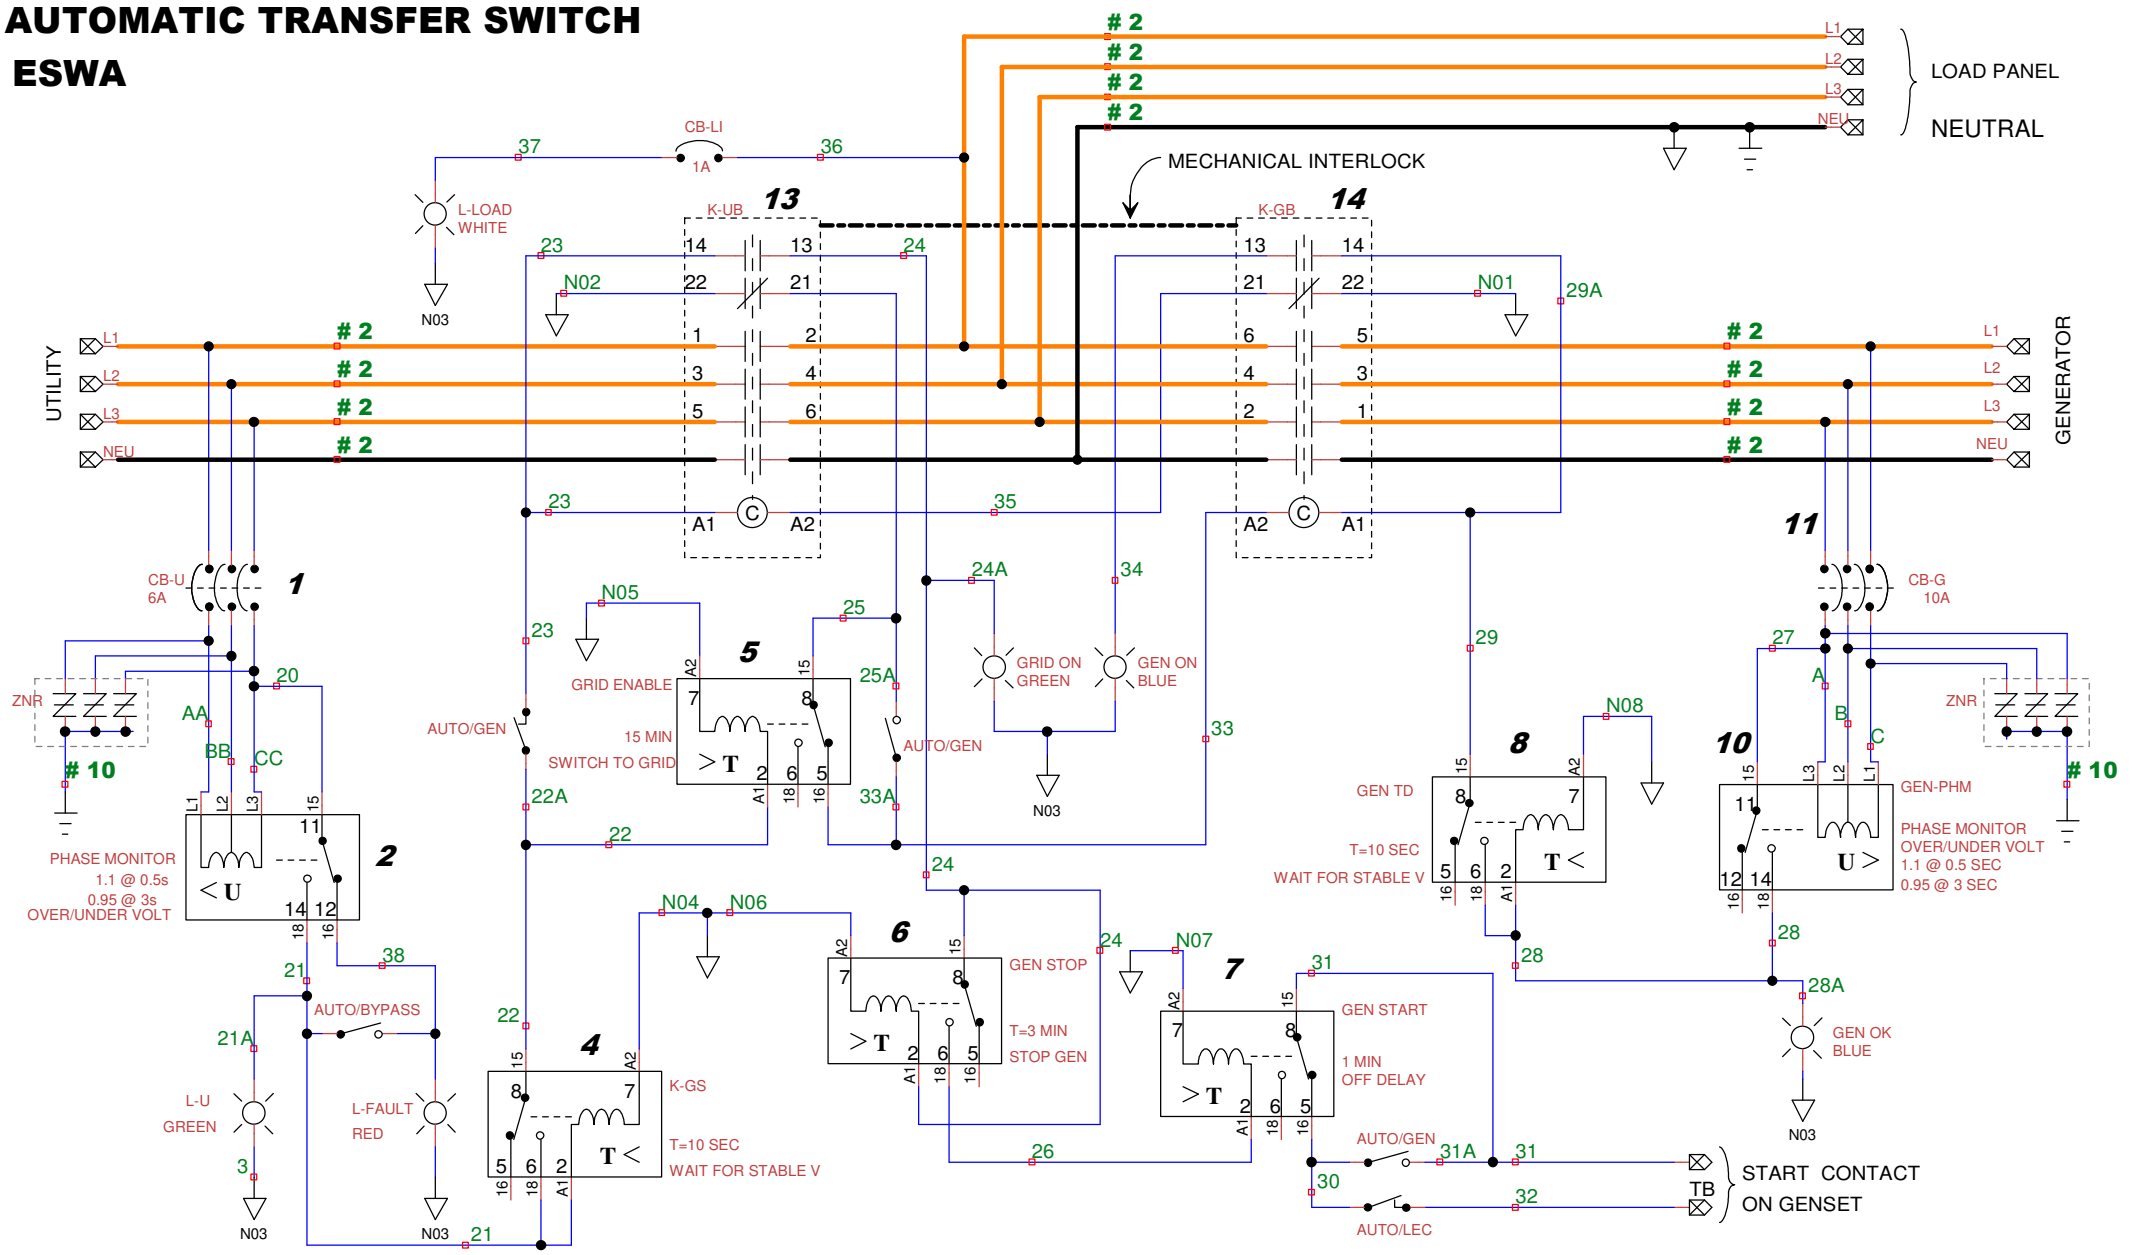 AUTOMATIC TRANSFER SWITCH
ESWA
# 2
L1
# 2
L2
# 2
L3
# 2
NEU
LOAD PANEL
NEUTRAL
37
CB-LI
1A
36
MECHANICAL INTERLOCK
L-LOAD
WHITE
N03
K-UB
13
K-GB
14
23
14
13
24
13
14
N02
22
21
21
22
N01
29A
UTILITY
L1
# 2
1
2
6
5
# 2
L1
L2
# 2
3
4
4
3
# 2
L2
L3
# 2
5
6
2
1
# 2
L3
NEU
# 2
# 2
NEU
GENERATOR
23
A1
C
A2
35
A2
C
A1
11
CB-U
6A
1
CB-G
10A
N05
25
24A
34
23
29
27
5
A2
15
GRID ENABLE
7
8
15 MIN
SWITCH TO GRID
> T
2
6
5
A1
18
16
25A
GRID ON
GREEN
GEN ON
BLUE
N03
AUTO/GEN
AUTO/GEN
33
33A
22A
22
20
ZNR
AA
BB
CC
# 10
L1
L2
L3
15
11
2
PHASE MONITOR
1.1 @ 0.5s
0.95 @ 3s
OVER/UNDER VOLT
< U
14
12
18
16
N08
8
15
A2
GEN TD
8
7
T=10 SEC
WAIT FOR STABLE V
T <
5
6
2
16
18
A1
A
B
C
ZNR
# 10
10
15
L3
L2
L1
GEN-PHM
11
PHASE MONITOR
OVER/UNDER VOLT
1.1 @ 0.5 SEC
0.95 @ 3 SEC
U >
12
14
16
18
24
N04
N06
6
A2
15
GEN STOP
7
8
T=3 MIN
STOP GEN
> T
2
6
5
A1
18
16
24
N07
7
A2
15
31
GEN START
7
8
1 MIN
OFF DELAY
> T
2
6
5
A1
18
16
28
28
28A
GEN OK
BLUE
N03
21
38
AUTO/BYPASS
21A
L-U
GREEN
L-FAULT
RED
3
N03
N03
22
4
15
A2
K-GS
8
7
T=10 SEC
WAIT FOR STABLE V
T <
5
6
2
16
18
A1
21
26
AUTO/GEN
31A
31
30
32
AUTO/LEC
TB
START CONTACT
ON GENSET